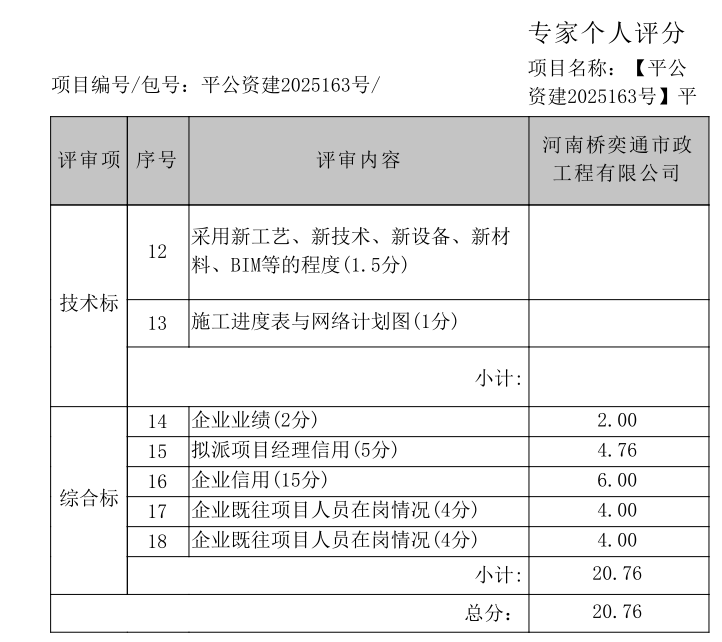 专家个人评分
项目编号/包号：平公资建2025163号/
项目名称：【平公
资建2025163号】平
评审项 序号 评审内容 河南桥奕通市政
工程有限公司
技术标
12 采用新工艺、新技术、新设备、新材
料、BIM等的程度(1.5分)
13 施工进度表与网络计划图(1分)
小计:
综合标
14 企业业绩(2分) 2.00
15 拟派项目经理信用(5分) 4.76
16 企业信用(15分) 6.00
17 企业既往项目人员在岗情况(4分) 4.00
18 企业既往项目人员在岗情况(4分) 4.00
小计: 20.76
总分： 20.76